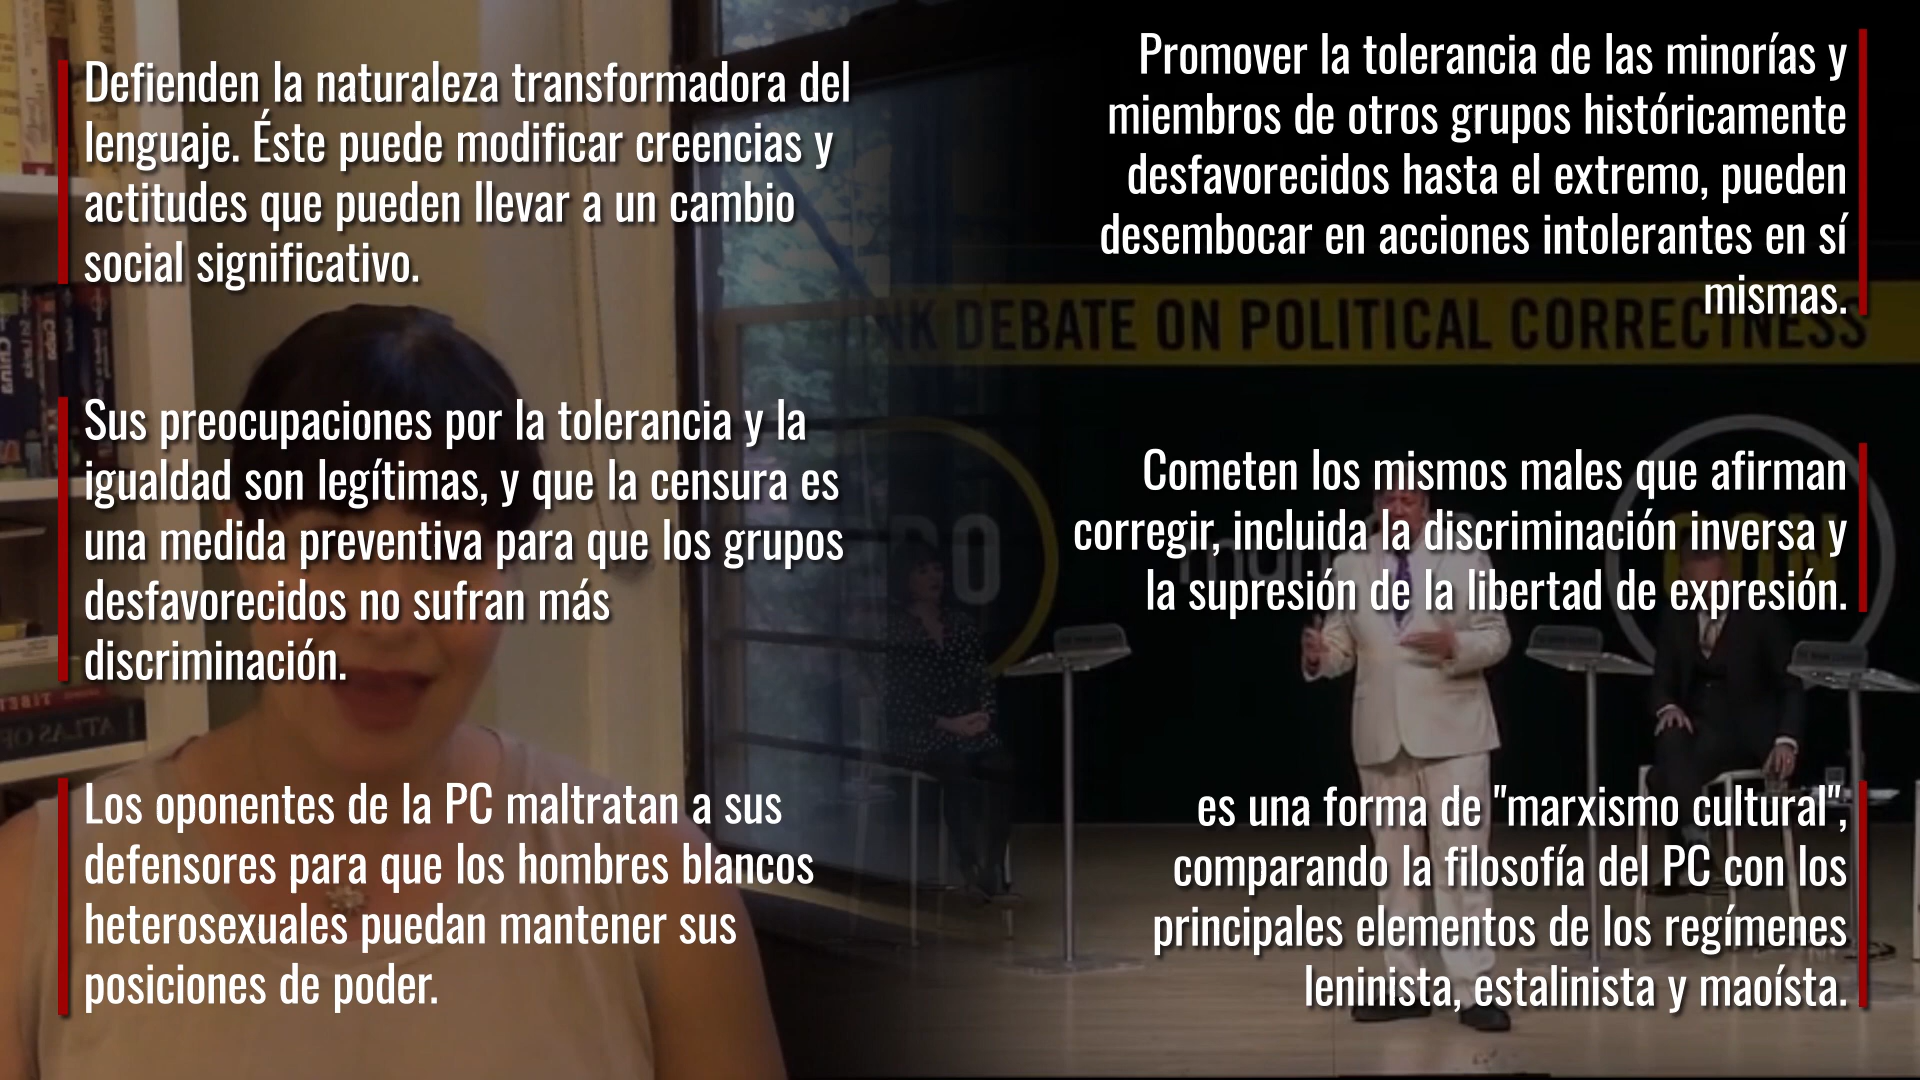 Defienden la naturaleza transformadora del
lenguaje. Éste puede modificar creencias y
actitudes que pueden llevar a un cambio
social significativo.
Sus preocupaciones por la tolerancia y la
igualdad son legítimas, y que la censura es
una medida preventiva para que los grupos
desfavorecidos no sufran más
discriminación.
Los oponentes de la PC maltratan a sus
defensores para que los hombres blancos
heterosexuales puedan mantener sus
posiciones de poder.
Promover la tolerancia de las minorías y
miembros de otros grupos históricamente
desfavorecidos hasta el extremo, pueden
desembocar en acciones intolerantes en sí
mismas.
DEBATE ON POLITICAL CORRECTNESS
Cometen los mismos males que afirman
corregir, incluida la discriminación inversa y
la supresión de la libertad de expresión.
es una forma de "marxismo cultural",
comparando la filosofía del PC con los
principales elementos de los regímenes
leninista, estalinista y maoísta.
China
TIBET
ATLAS OF